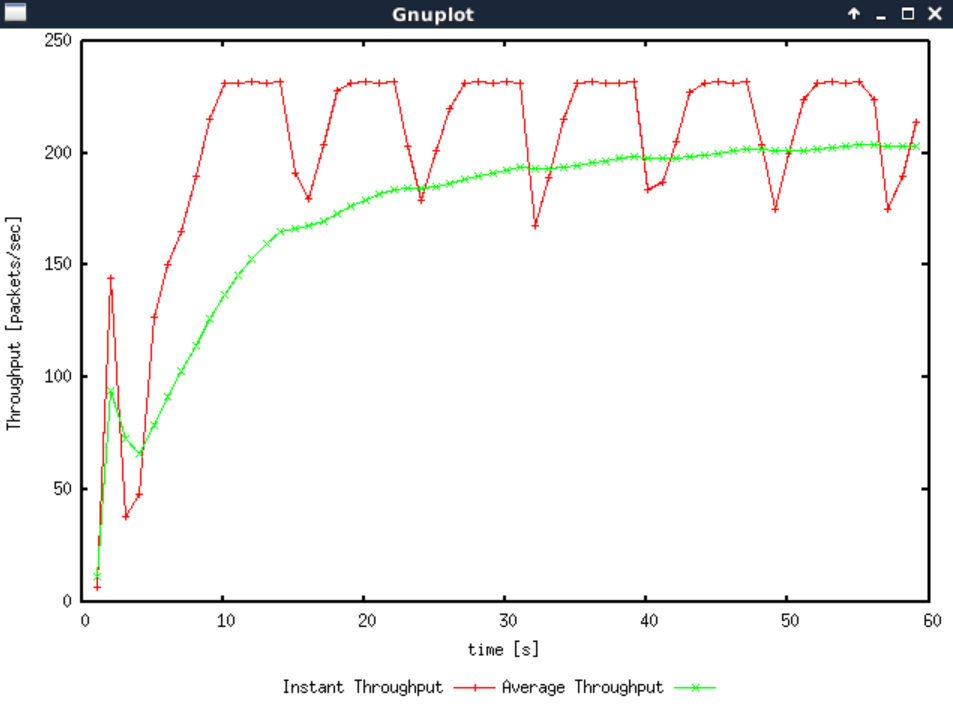 Gnuplot
250
200
150
100
50
0
Throughput [packets/sec]
0 10 20 30 40 50 60
time [s]
Instant Throughput Average Throughput